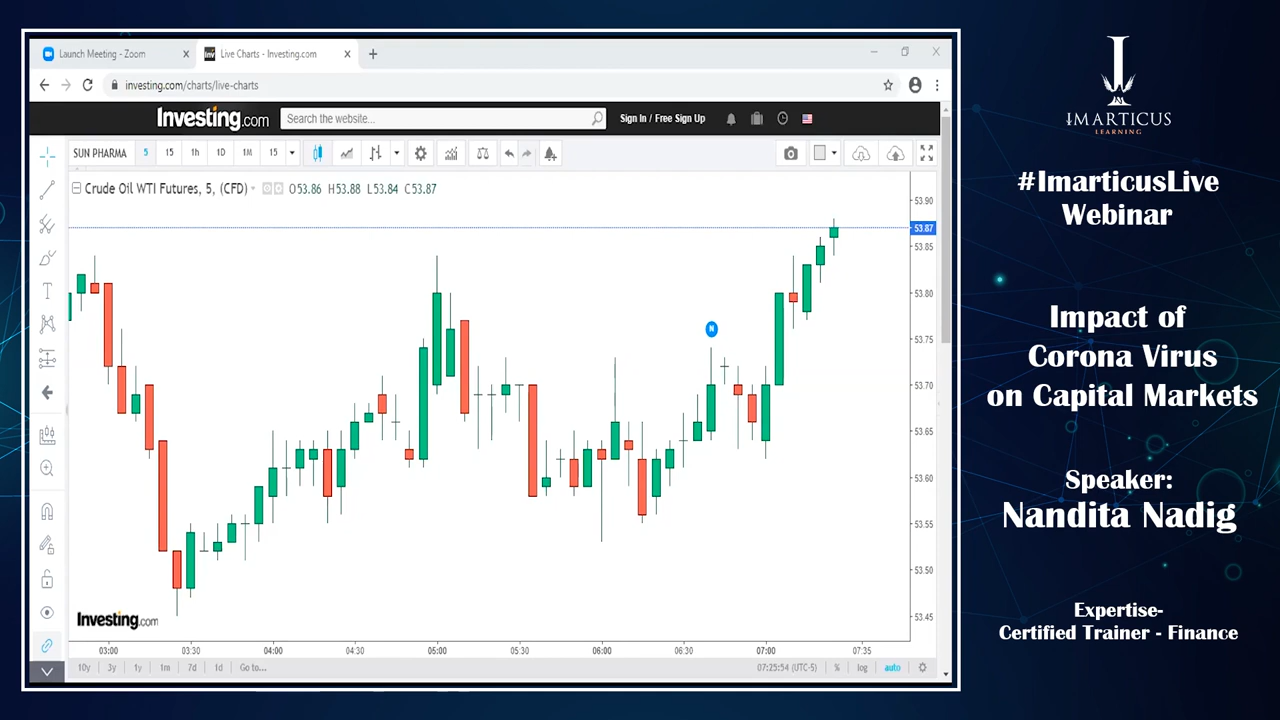 Launch Meeting - Zoom
Live Charts - Investing.com
investing.com/charts/live-charts
Investing.com
Search the website...
Sign In / Free Sign Up
SUN PHARMA 5 15 1h 1D 1M 15
Crude Oil WTI Futures, 5, (CFD) O53.86 H53.88 L53.84 C53.87
53.90
53.87
53.85
53.80
53.75
53.70
53.65
53.60
53.55
53.50
53.45
N
Investing.com
03:00 03:30 04:00 04:30 05:00 05:30 06:00 06:30 07:00 07:35
10y 3y 1y 1m 7d 1d Go to... 07:25:54 (UTC-5) % log auto
IMARTICUS
LEARNING
#ImarticusLive
Webinar
Impact of
Corona Virus
on Capital Markets
Speaker:
Nandita Nadig
Expertise-
Certified Trainer - Finance